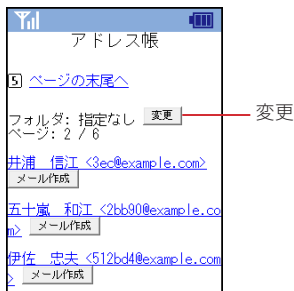 アドレス帳
5 ページの末尾へ
フォルダ: 指定なし 変更
ページ: 2 / 6
変更
井浦 信江 <3ec@example.com>
メール作成
五十嵐 和江 <2bb90@example.co
m> メール作成
伊佐 忠夫 <512bd4@example.com
> メール作成